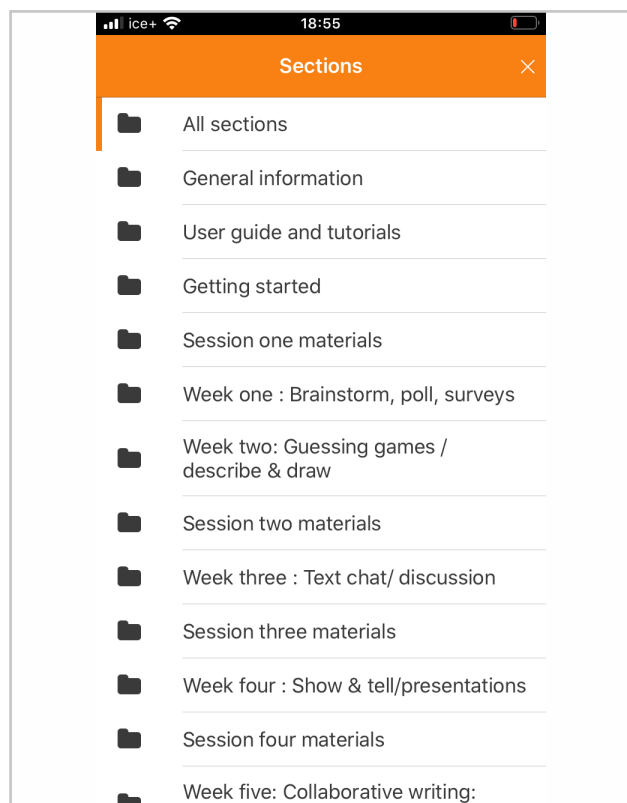 ice+ 18:55
Sections
All sections
General information
User guide and tutorials
Getting started
Session one materials
Week one : Brainstorm, poll, surveys
Week two: Guessing games /
describe & draw
Session two materials
Week three : Text chat/ discussion
Session three materials
Week four : Show & tell/presentations
Session four materials
Week five: Collaborative writing: